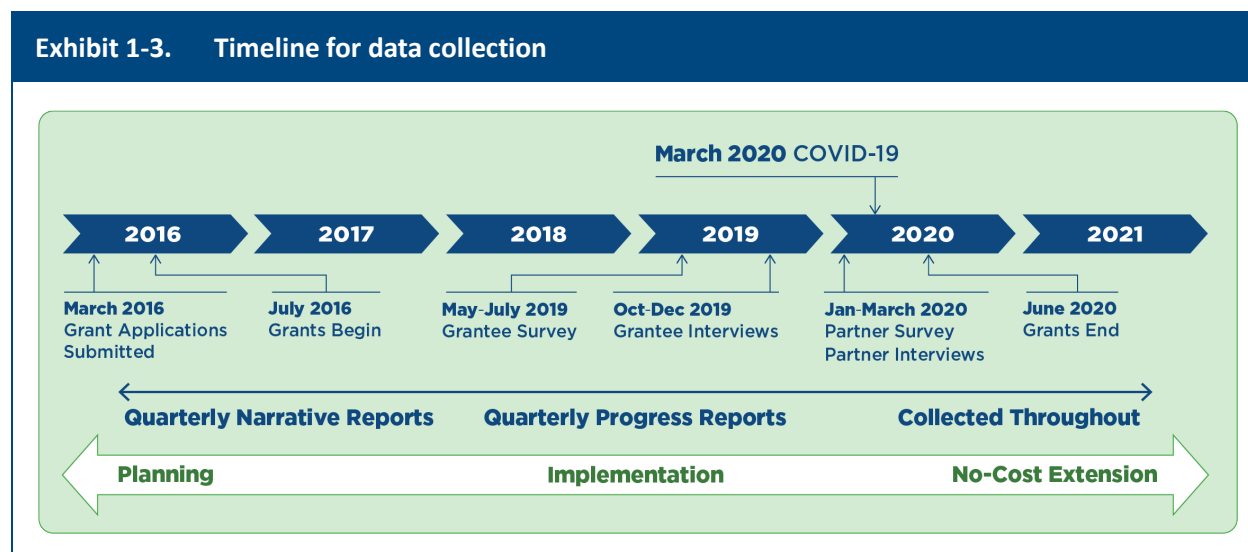 Exhibit 1-3. Timeline for data collection
March 2020 COVID-19
2016 2017 2018 2019 2020 2021
March 2016
Grant Applications
Submitted
July 2016
Grants Begin
May-July 2019
Grantee Survey
Oct-Dec 2019
Grantee Interviews
Jan-March 2020
Partner Survey
Partner Interviews
June 2020
Grants End
Quarterly Narrative Reports Quarterly Progress Reports Collected Throughout
Planning Implementation No-Cost Extension